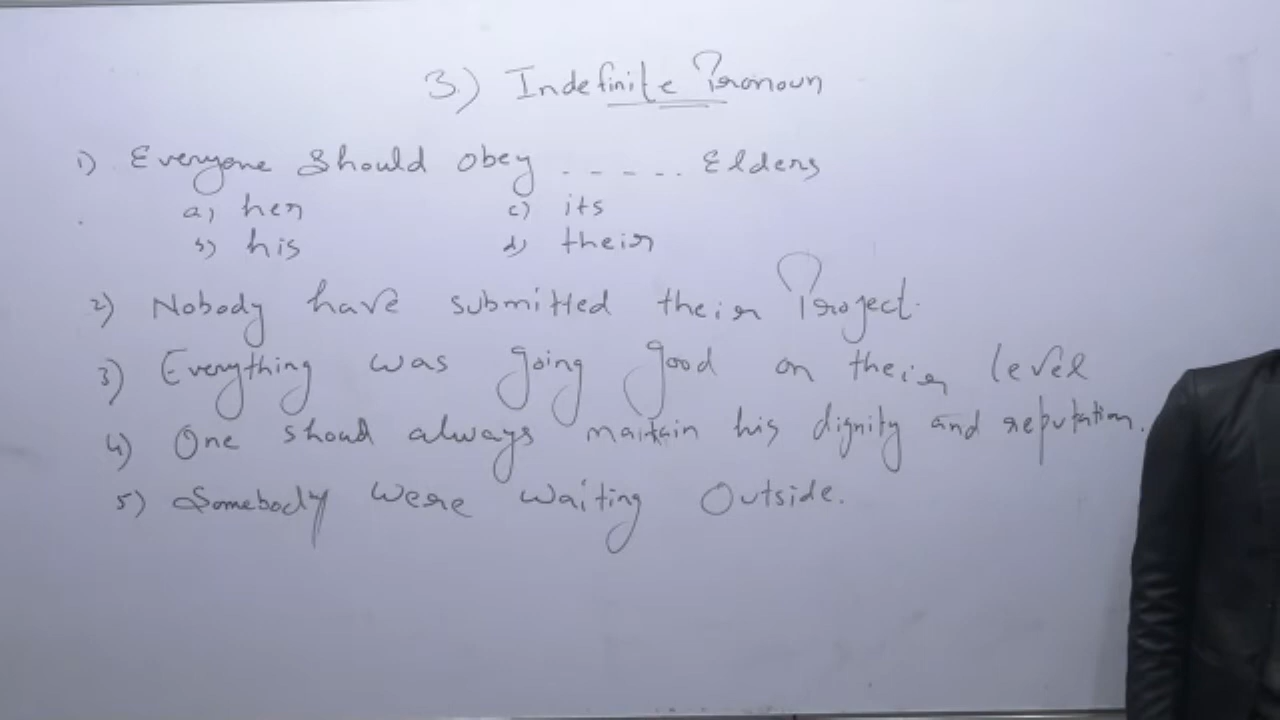 3.) Indefinite Pronoun
1) Everyone should obey ...... Elders
a) her c) its
b) his d) their
2) Nobody have submitted their Project.
3) Everything was going good on their level
4) One shoud always maitain his dignity and reputation.
5) Somebody were waiting Outside.